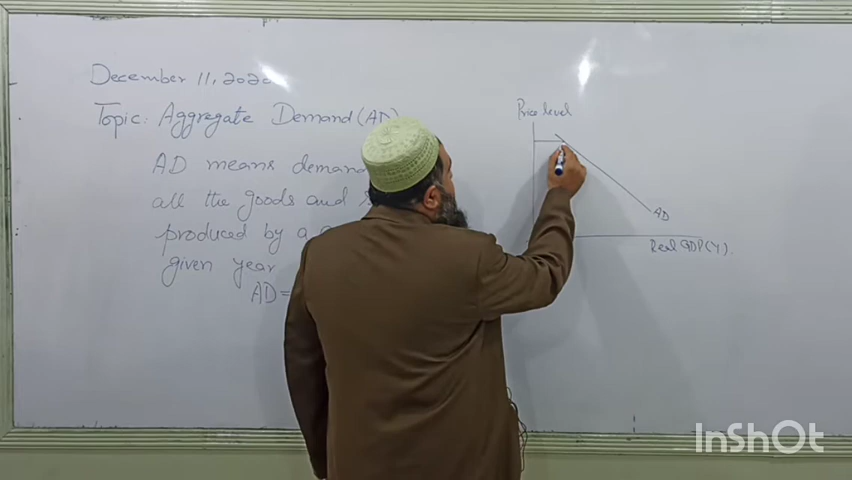 December 11, 2020
Topic: Aggregate Demand (AD)
AD means demand
all the goods and
produced by a
given year
AD=
Price level
AD
Real GDP(Y).
InShOt